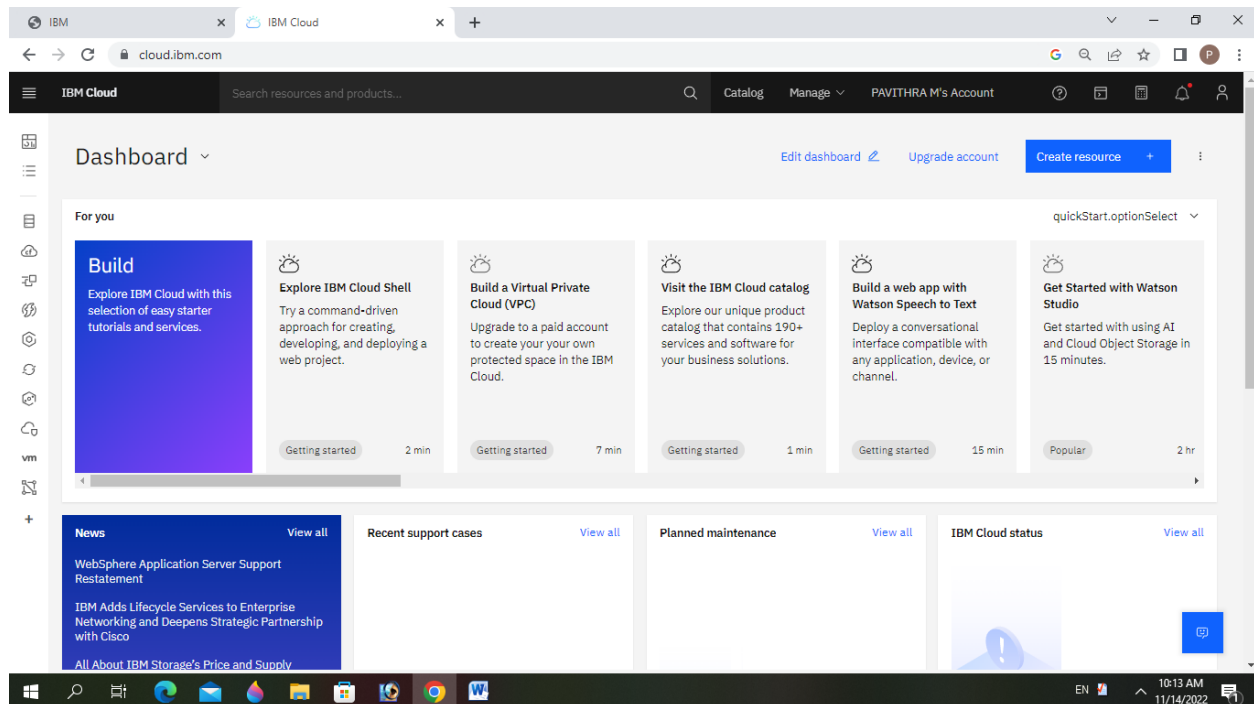 IBM
IBM Cloud
cloud.ibm.com
G
P
IBM Cloud
Search resources and products...
Catalog
Manage
PAVITHRA M's Account
Dashboard
Edit dashboard
Upgrade account
Create resource +
For you
quickStart.optionSelect
Build
Explore IBM Cloud with this
selection of easy starter
tutorials and services.
Explore IBM Cloud Shell
Try a command-driven
approach for creating,
developing, and deploying a
web project.
Getting started
2 min
Build a Virtual Private
Cloud (VPC)
Upgrade to a paid account
to create your your own
protected space in the IBM
Cloud.
Getting started
7 min
Visit the IBM Cloud catalog
Explore our unique product
catalog that contains 190+
services and software for
your business solutions.
Getting started
1 min
Build a web app with
Watson Speech to Text
Deploy a conversational
interface compatible with
any application, device, or
channel.
Getting started
15 min
Get Started with Watson
Studio
Get started with using AI
and Cloud Object Storage in
15 minutes.
Popular
2 hr
vm
News
View all
WebSphere Application Server Support
Restatement
IBM Adds Lifecycle Services to Enterprise
Networking and Deepens Strategic Partnership
with Cisco
All About IBM Storage's Price and Supply
Recent support cases
View all
Planned maintenance
View all
IBM Cloud status
View all
W
EN
10:13 AM
11/14/2022
1